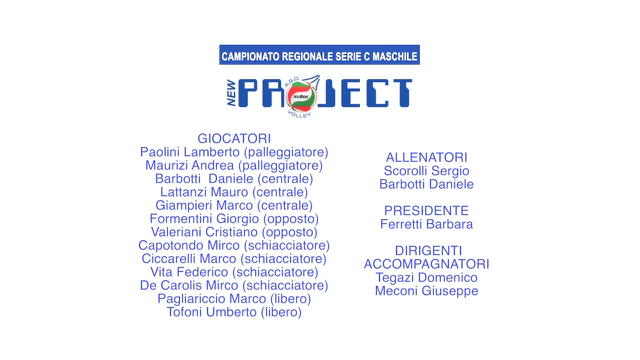 CAMPIONATO REGIONALE SERIE C MASCHILE
NEW PROJECT
A.S.D.
molten
VOLLEY
GIOCATORI
Paolini Lamberto (palleggiatore)
Maurizi Andrea (palleggiatore)
Barbotti  Daniele (centrale)
Lattanzi Mauro (centrale)
Giampieri Marco (centrale)
Formentini Giorgio (opposto)
Valeriani Cristiano (opposto)
Capotondo Mirco (schiacciatore)
Ciccarelli Marco (schiacciatore)
Vita Federico (schiacciatore)
De Carolis Mirco (schiacciatore)
Pagliariccio Marco (libero)
Tofoni Umberto (libero)
ALLENATORI
Scorolli Sergio
Barbotti Daniele
PRESIDENTE
Ferretti Barbara
DIRIGENTI
ACCOMPAGNATORI
Tegazi Domenico
Meconi Giuseppe